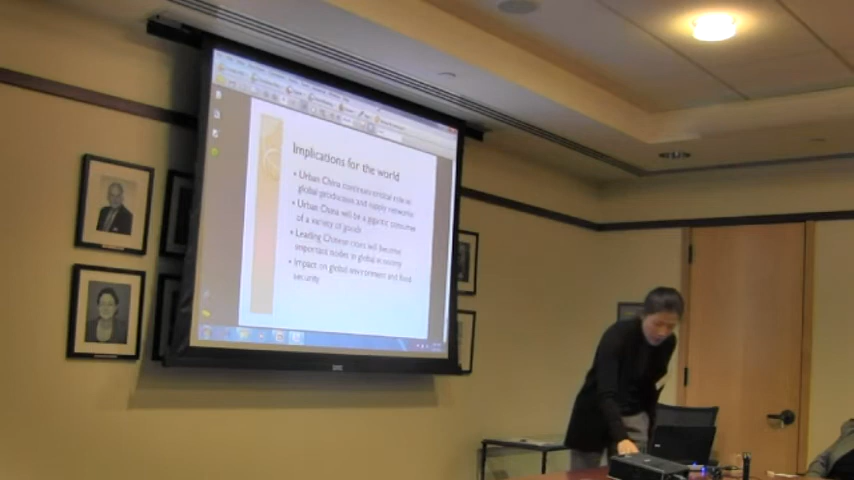 Implications for the world
• Urban China continues critical role in
global production and supply networks
• Urban China will be a gigantic consumer
of a variety of goods
• Leading Chinese cities will become
important nodes in global economy
• Impact on global environment and food
security